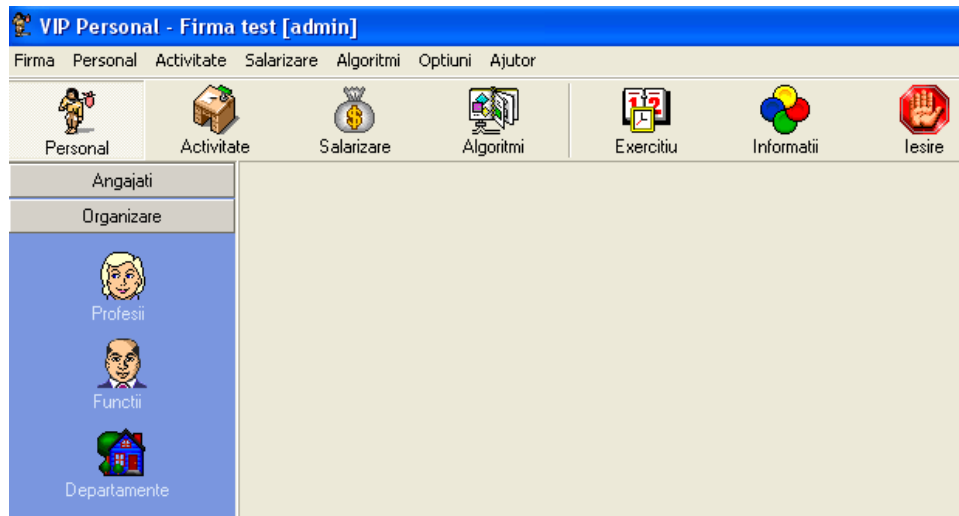 VIP Personal - Firma test [admin]
Firma Personal Activitate Salarizare Algoritmi Optiuni Ajutor
Personal Activitate Salarizare Algoritmi Exercitiu Informatii Iesire
Angajati
Organizare
Profesii
Functii
Departamente